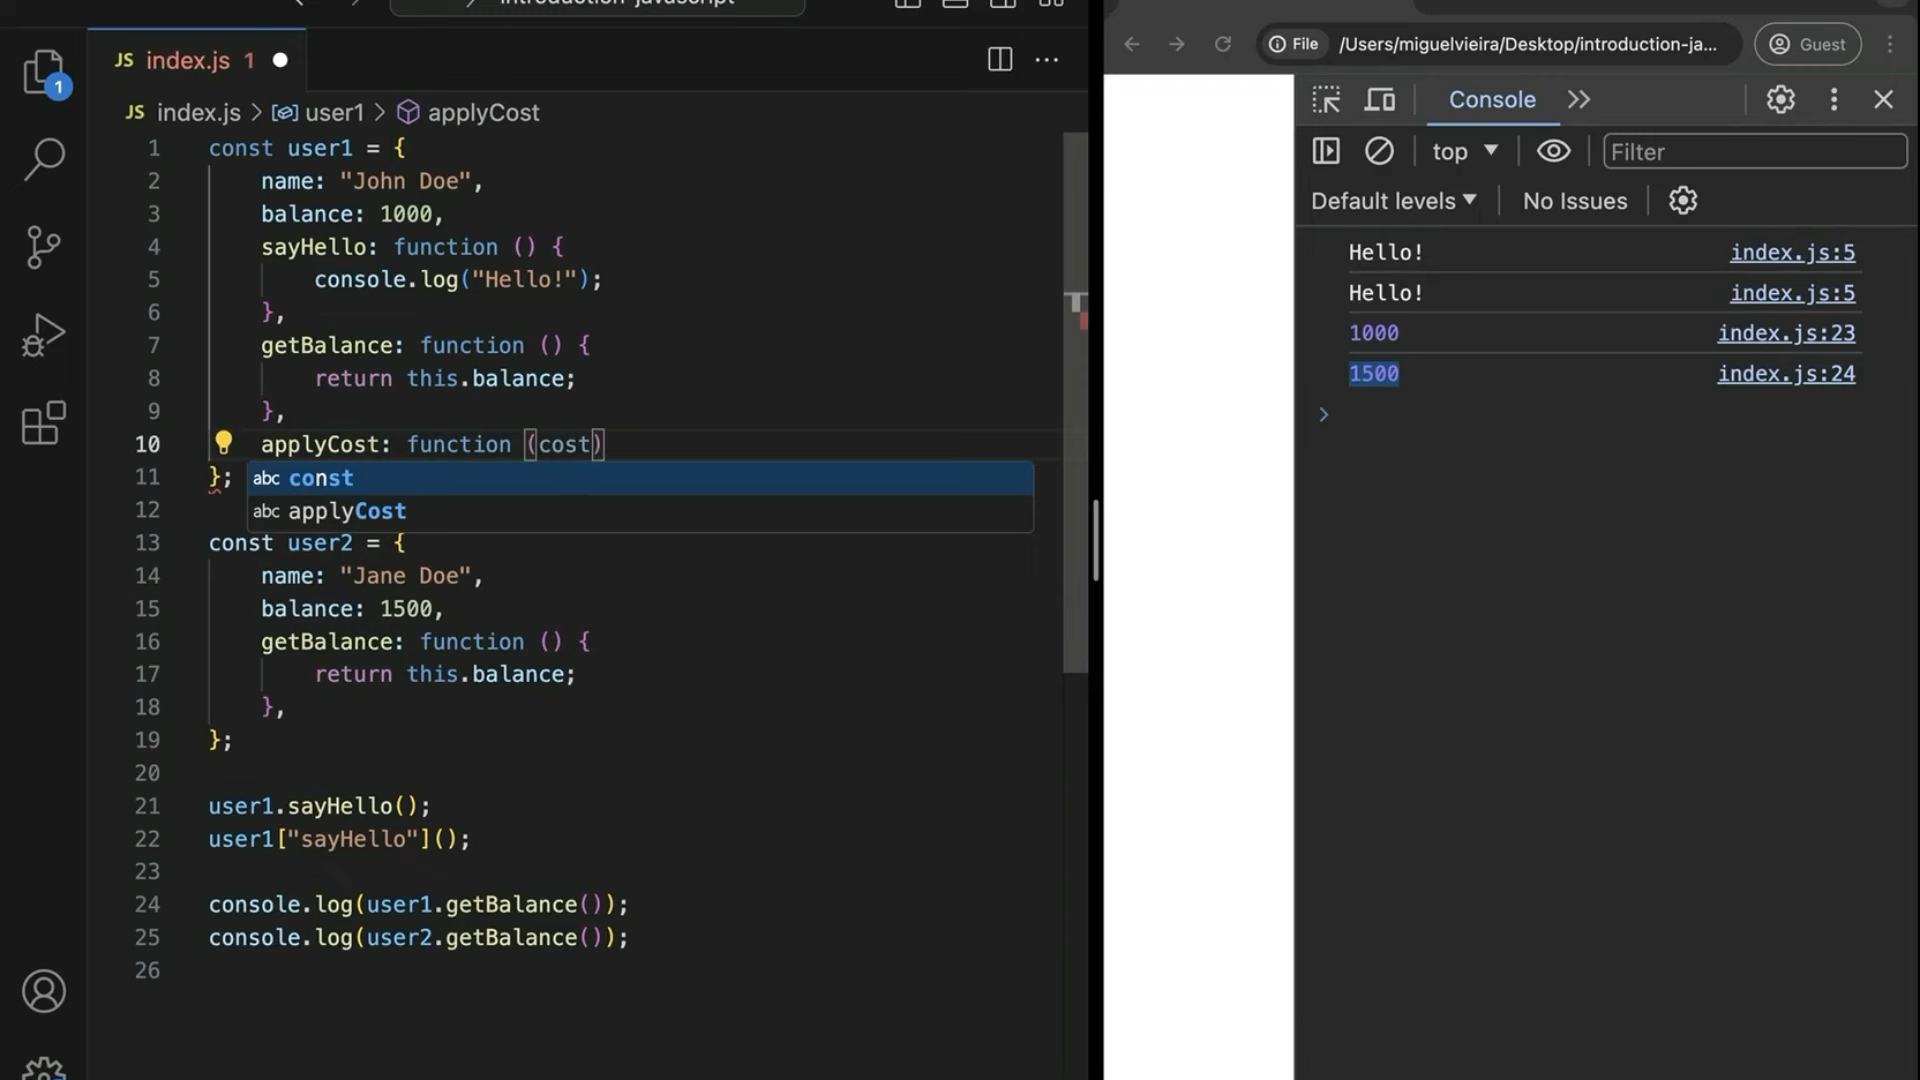 introduction-javascript
JS index.js 1
JS index.js > user1 > applyCost
1 const user1 = {
2 name: "John Doe",
3 balance: 1000,
4 sayHello: function () {
5 console.log("Hello!");
6 },
7 getBalance: function () {
8 return this.balance;
9 },
10 applyCost: function (cost)
11 };
abc const
abc applyCost
12
13 const user2 = {
14 name: "Jane Doe",
15 balance: 1500,
16 getBalance: function () {
17 return this.balance;
18 },
19 };
20
21 user1.sayHello();
22 user1["sayHello"]();
23
24 console.log(user1.getBalance());
25 console.log(user2.getBalance());
26
1
File /Users/miguelvieira/Desktop/introduction-ja... Guest
Console
top Filter
Default levels No Issues
Hello! index.js:5
Hello! index.js:5
1000 index.js:23
1500 index.js:24